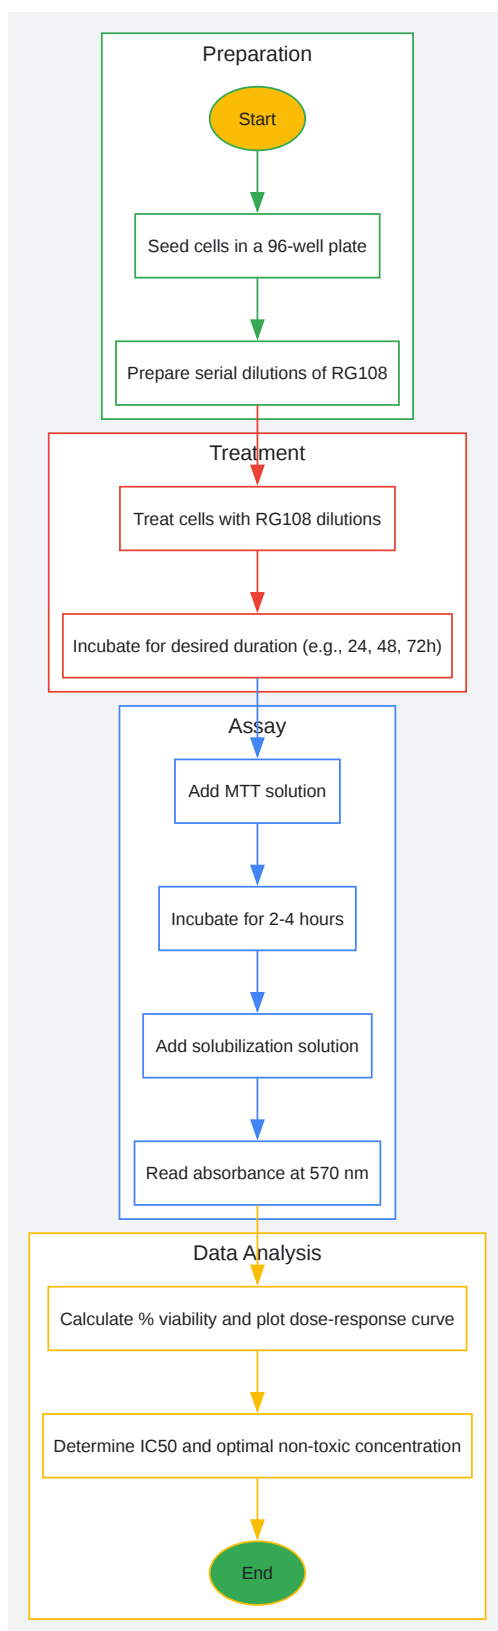 Preparation
Start
Seed cells in a 96-well plate
Prepare serial dilutions of RG108
Treatment
Treat cells with RG108 dilutions
Incubate for desired duration (e.g., 24, 48, 72h)
Assay
Add MTT solution
Incubate for 2-4 hours
Add solubilization solution
Read absorbance at 570 nm
Data Analysis
Calculate % viability and plot dose-response curve
Determine IC50 and optimal non-toxic concentration
End